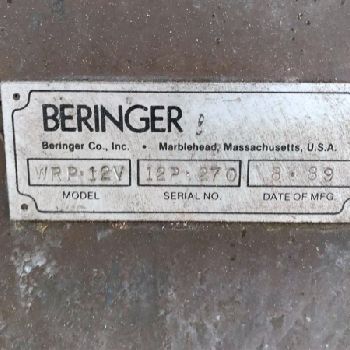 BERINGER
Beringer Co., Inc. • Marblehead, Massachusetts, U.S.A.
WRP-12V 12P-270 8-89
MODEL SERIAL NO. DATE OF MFG.